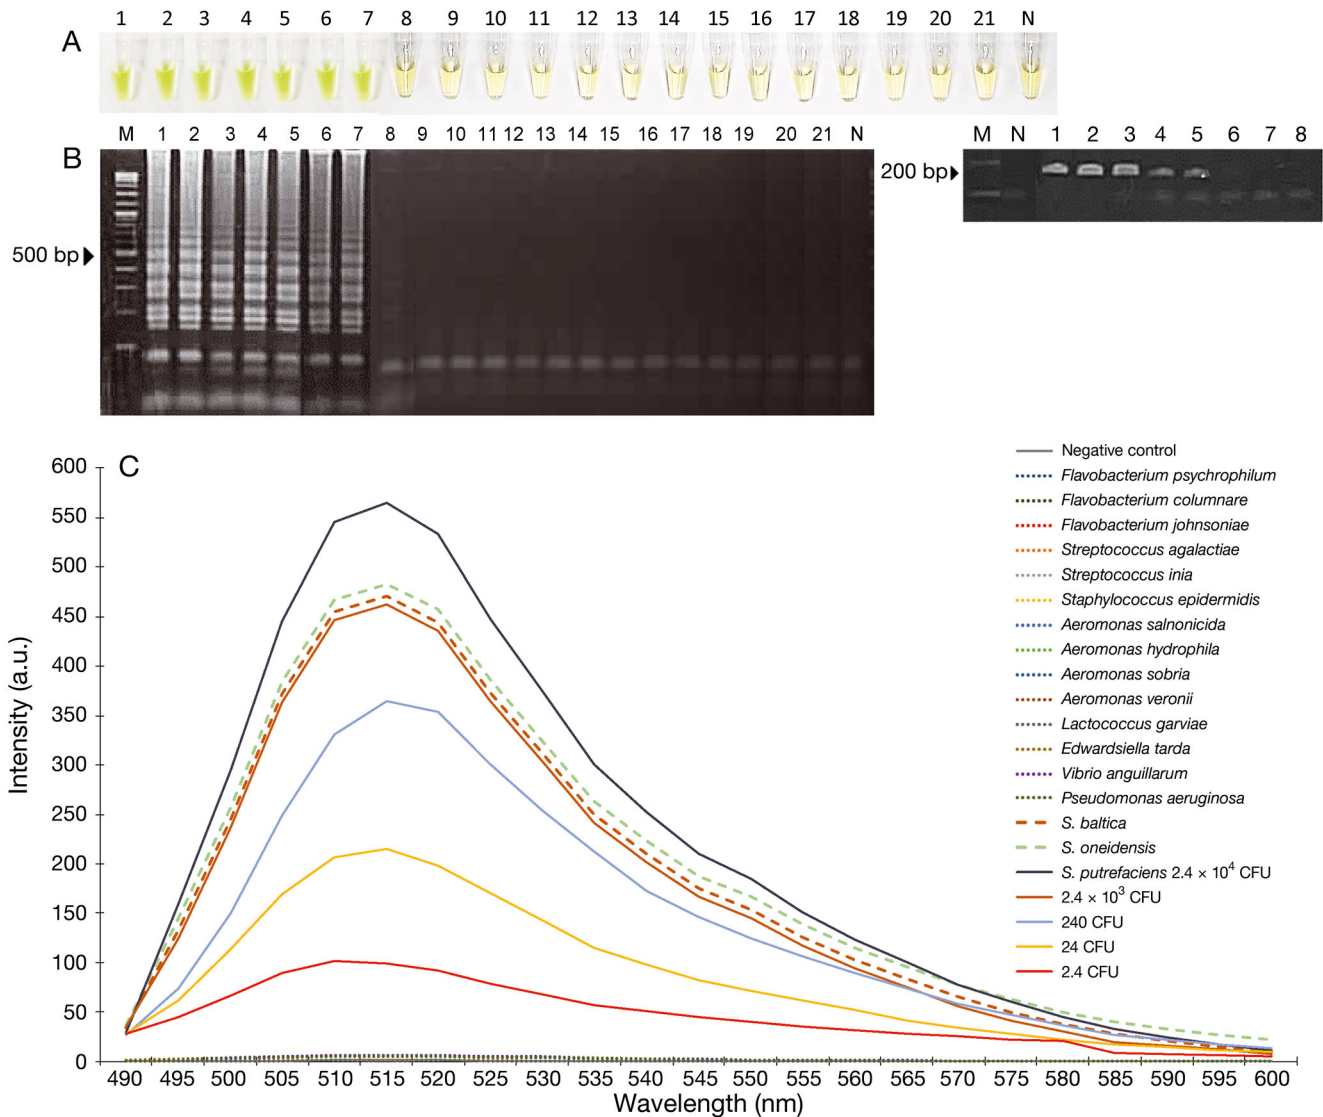 1 2 3 4 5 6 7 8 9 10 11 12 13 14 15 16 17 18 19 20 21 N
A
M 1 2 3 4 5 6 7 8 9 10 11 12 13 14 15 16 17 18 19 20 21 N
B
500 bp
M N 1 2 3 4 5 6 7 8
200 bp
C
Intensity (a.u.)
600
550
500
450
400
350
300
250
200
150
100
50
0
490 495 500 505 510 515 520 525 530 535 540 545 550 555 560 565 570 575 580 585 590 595 600
Wavelength (nm)
Negative control
Flavobacterium psychrophilum
Flavobacterium columnare
Flavobacterium johnsoniae
Streptococcus agalactiae
Streptococcus inia
Staphylococcus epidermidis
Aeromonas salnonicida
Aeromonas hydrophila
Aeromonas sobria
Aeromonas veronii
Lactococcus garviae
Edwardsiella tarda
Vibrio anguillarum
Pseudomonas aeruginosa
S. baltica
S. oneidensis
S. putrefaciens 2.4 × 10⁴ CFU
2.4 × 10³ CFU
240 CFU
24 CFU
2.4 CFU